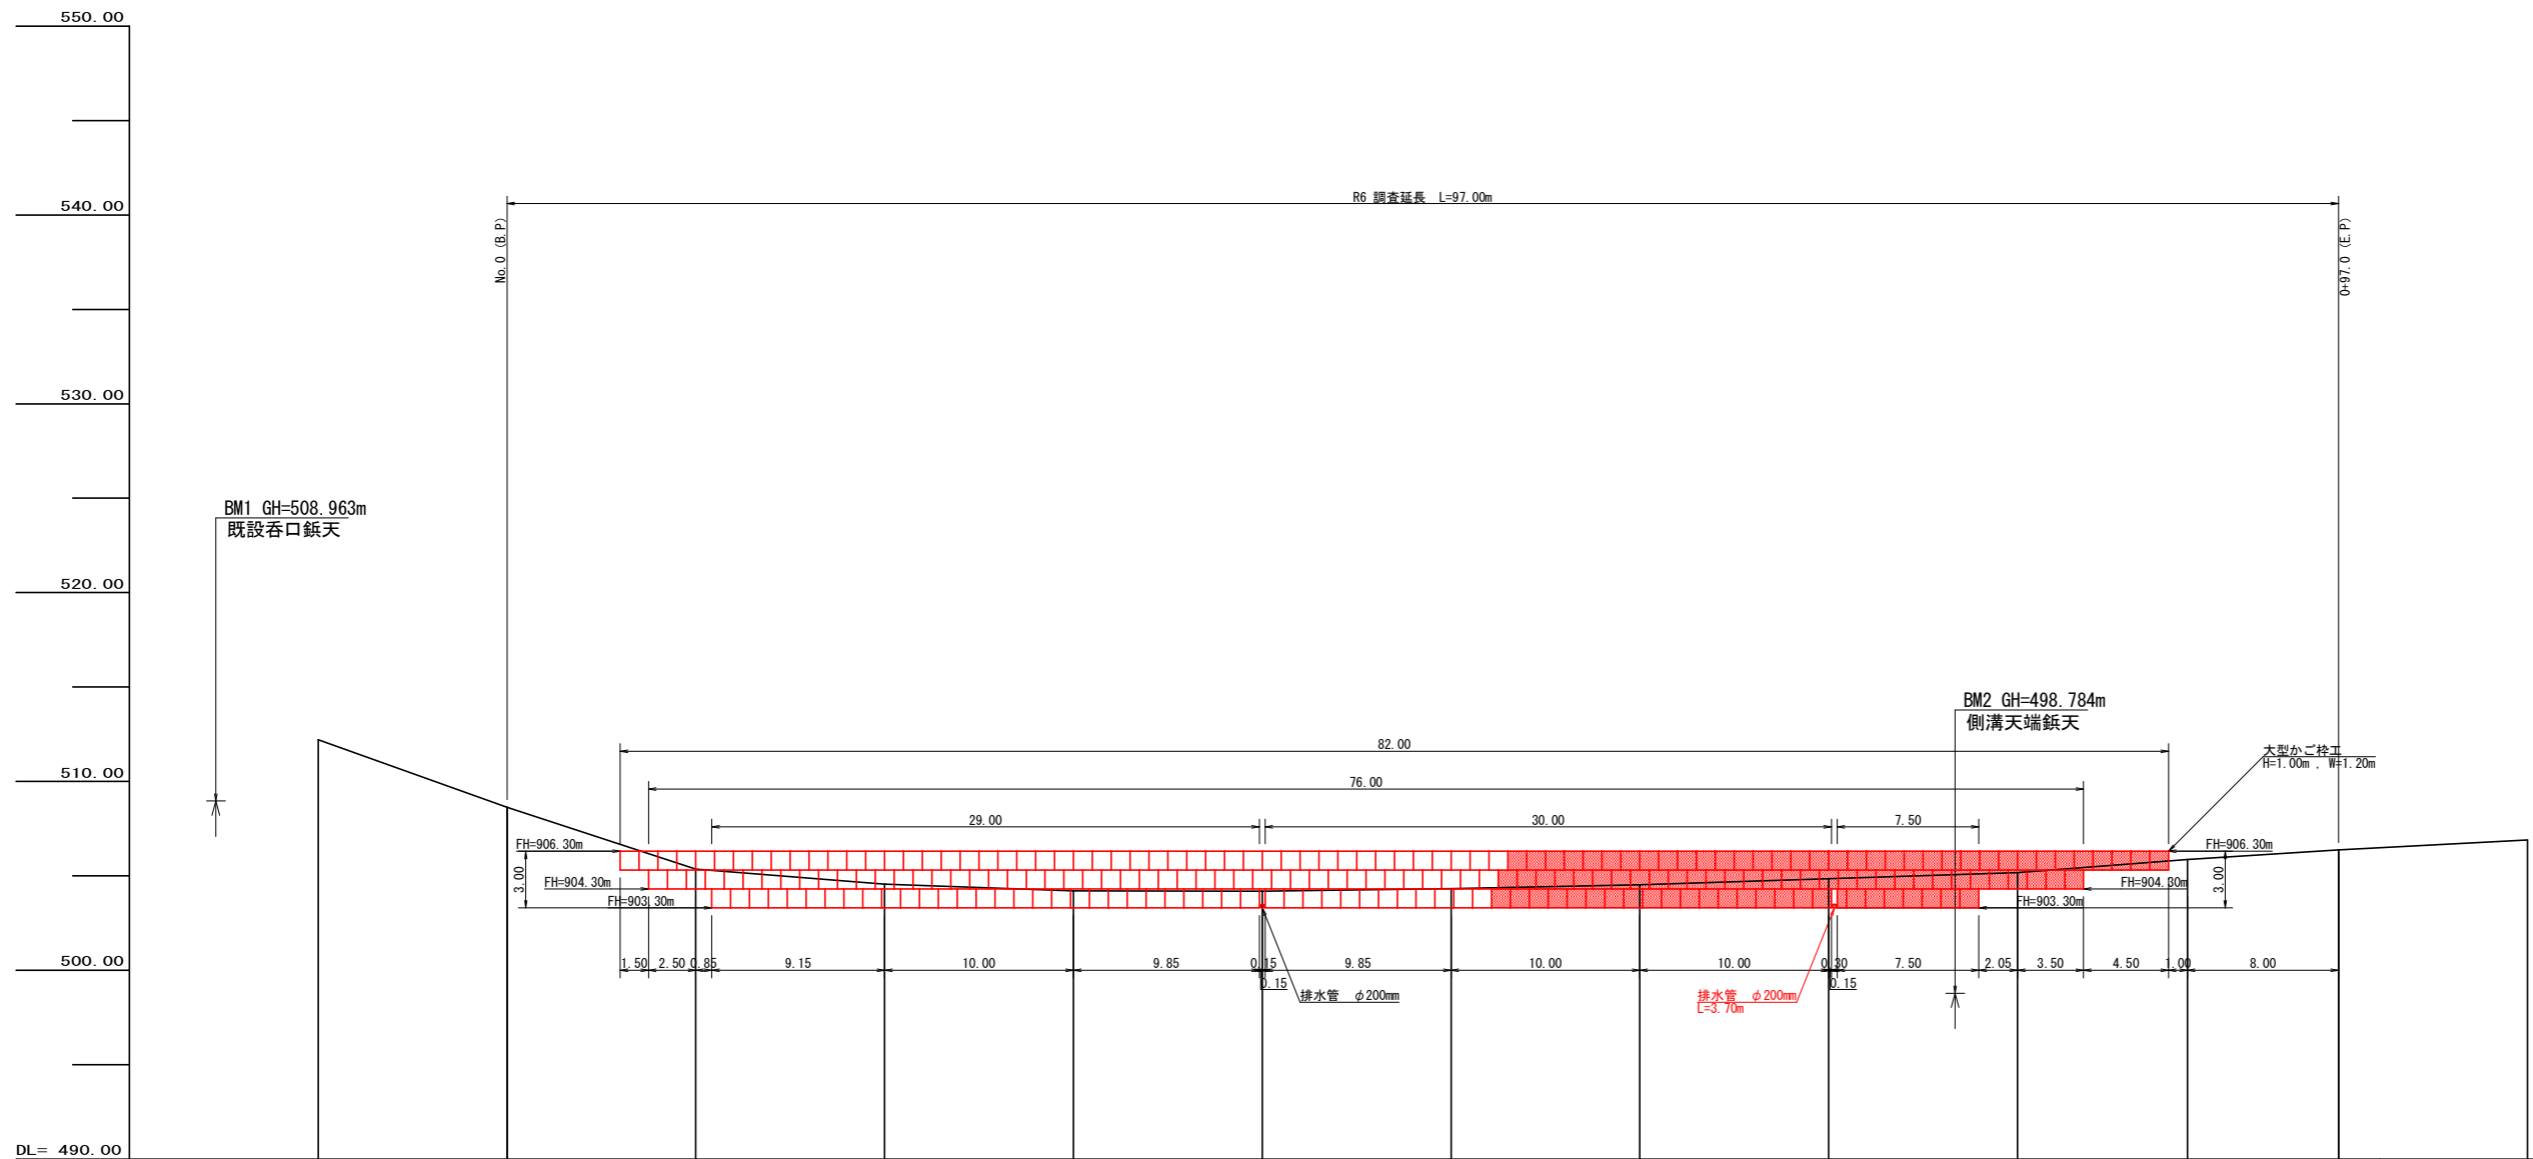 550.00
540.00
530.00
520.00
510.00
500.00
DL= 490.00
R6 調査延長 L=97.00m
No.0 (B.P)
0+97.0 (E.P)
BM1 GH=508.963m
既設呑口鋲天
BM2 GH=498.784m
側溝天端鋲天
82.00
大型かご枠工
H=1.00m , W=1.20m
76.00
29.00
30.00
7.50
FH=906.30m
FH=906.30m
3.00
3.00
FH=904.30m
FH=904.30m
FH=903.30m
FH=903.30m
1.50
2.50
0.85
9.15
10.00
9.85
0.15
9.85
10.00
10.00
0.30
7.50
2.05
3.50
4.50
1.00
8.00
0.15
0.15
排水管 φ200mm
排水管 φ200mm
L=3.70m